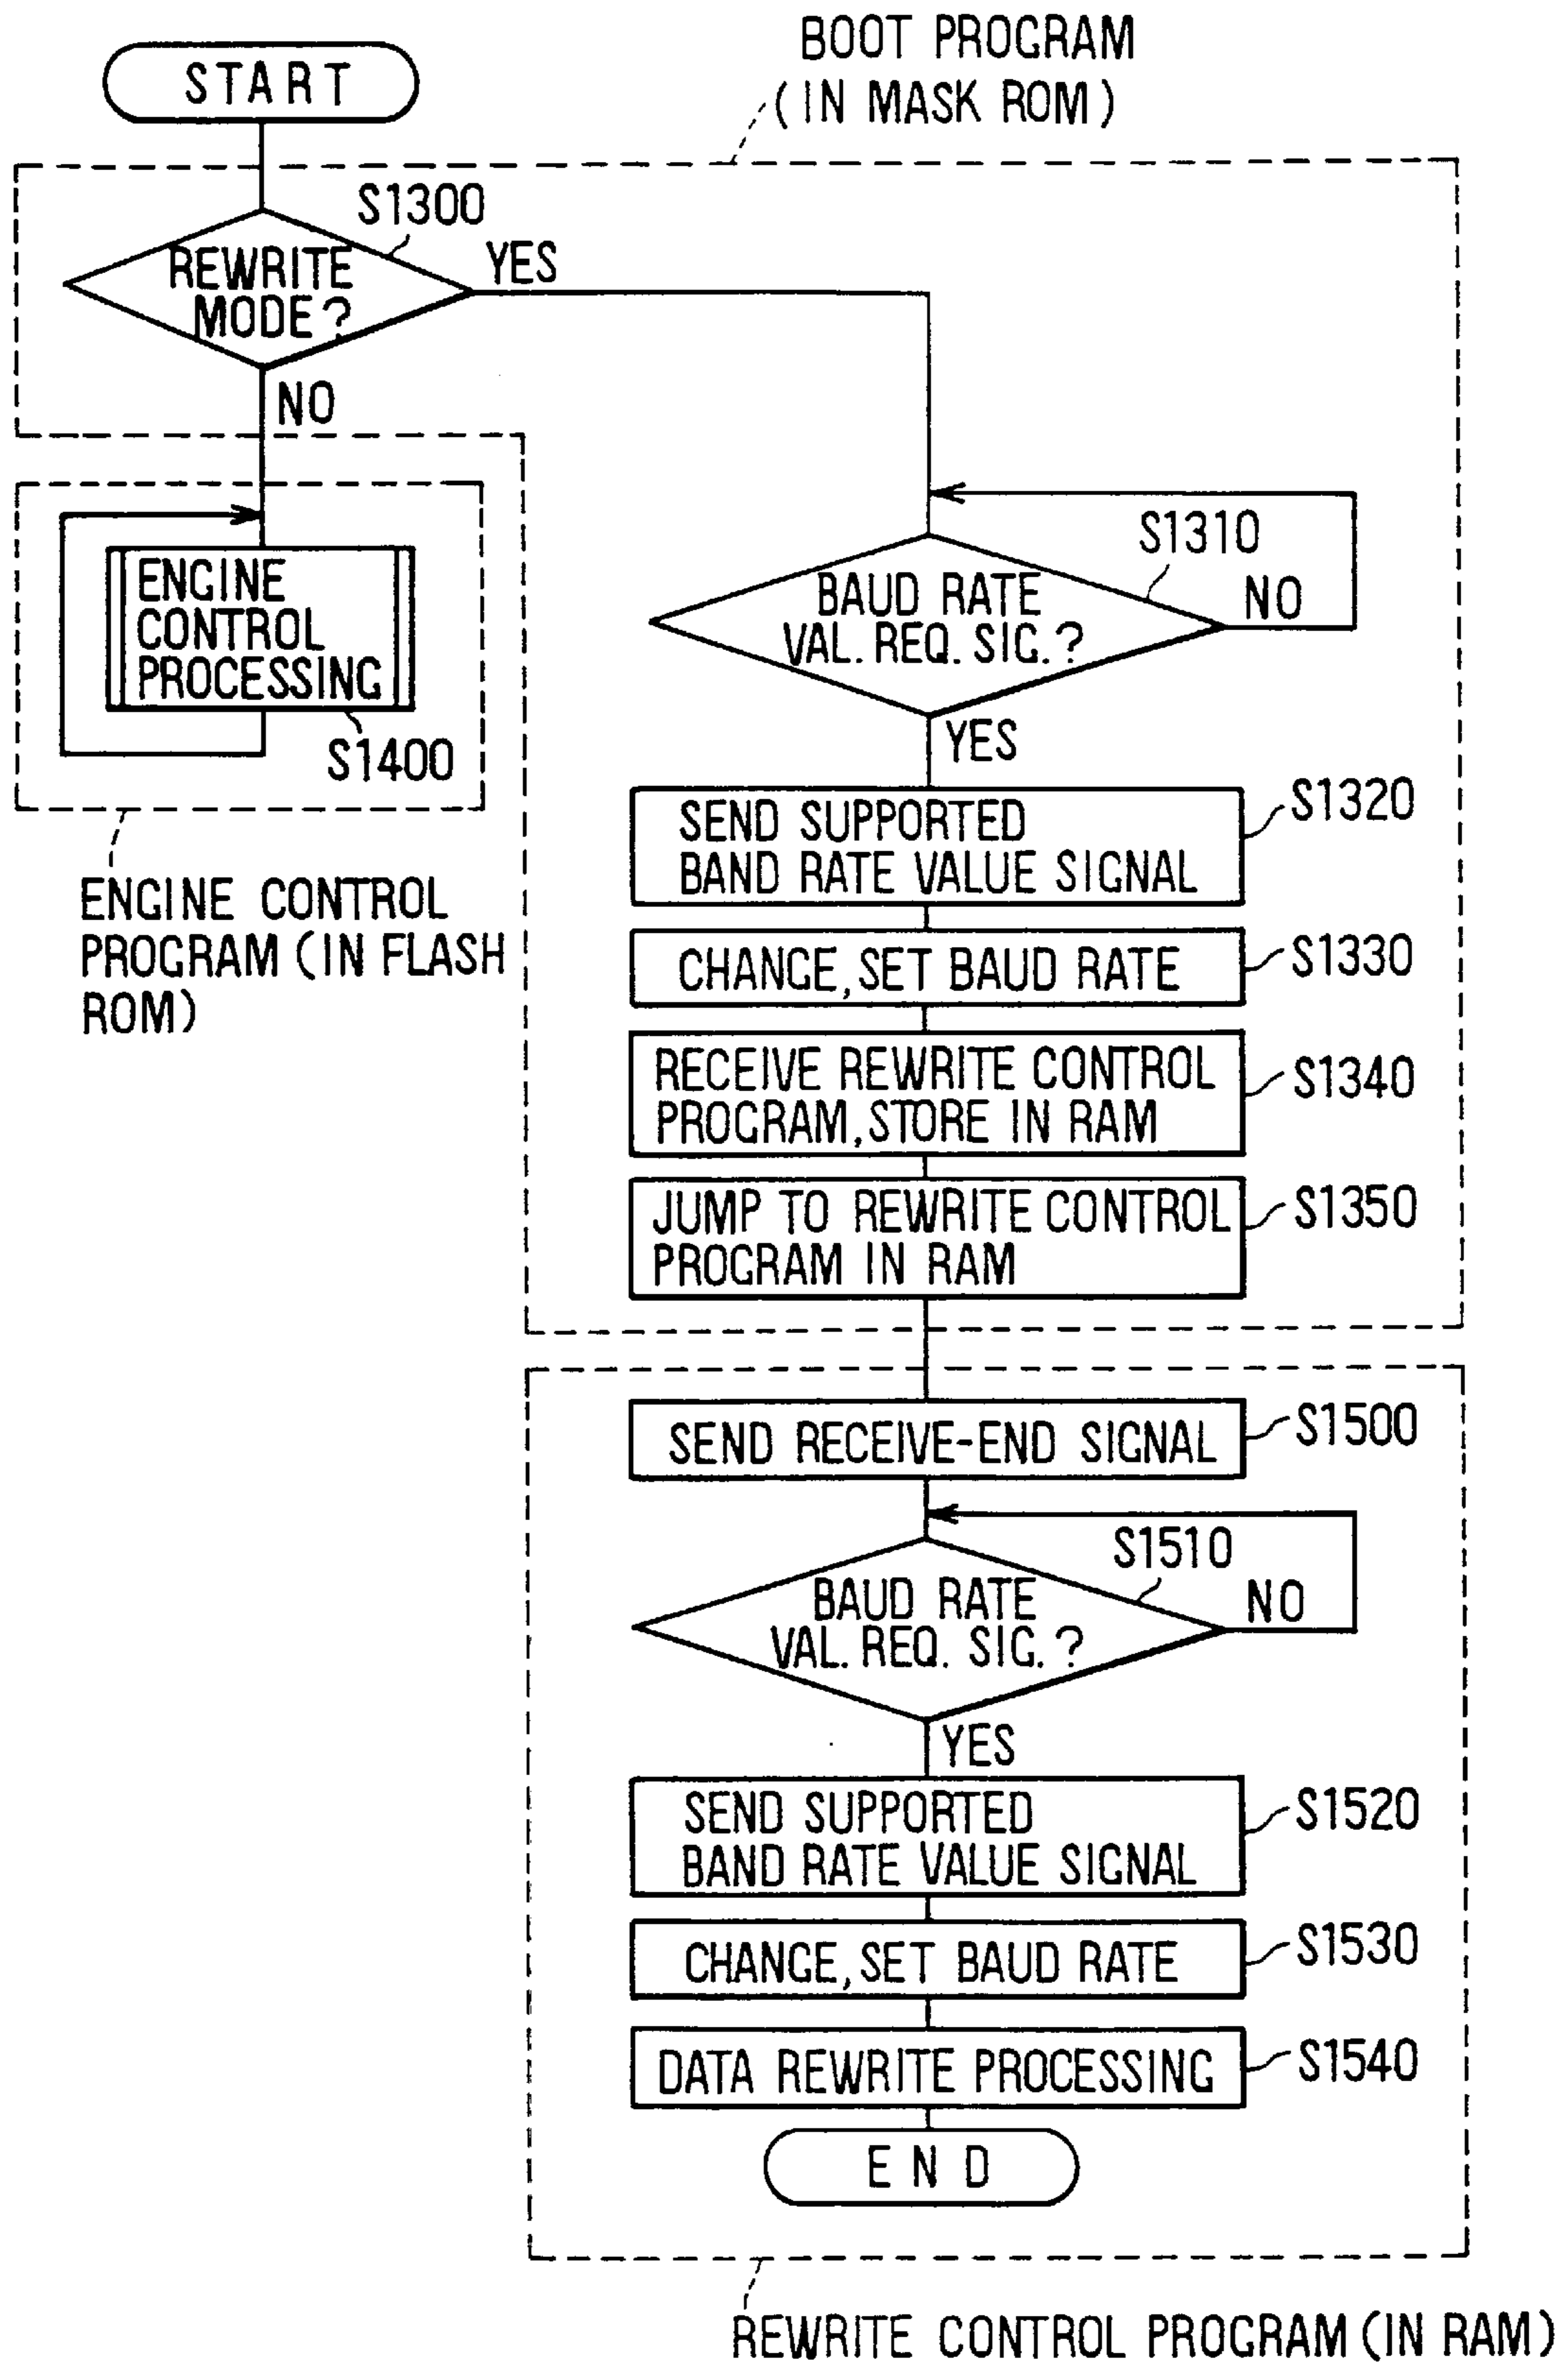 BOOT PROGRAM
(IN MASK ROM)
START
S1300
REWRITE
MODE?
YES
NO
S1310
BAUD RATE
VAL. REQ. SIG.?
NO
YES
ENGINE
CONTROL
PROCESSING
S1400
ENGINE CONTROL
PROGRAM (IN FLASH
ROM)
SEND SUPPORTED
BAND RATE VALUE SIGNAL
S1320
CHANGE, SET BAUD RATE
S1330
RECEIVE REWRITE CONTROL
PROGRAM, STORE IN RAM
S1340
JUMP TO REWRITE CONTROL
PROGRAM IN RAM
S1350
SEND RECEIVE-END SIGNAL
S1500
S1510
BAUD RATE
VAL. REQ. SIG.?
NO
YES
SEND SUPPORTED
BAND RATE VALUE SIGNAL
S1520
CHANGE, SET BAUD RATE
S1530
DATA REWRITE PROCESSING
S1540
END
REWRITE CONTROL PROGRAM (IN RAM)